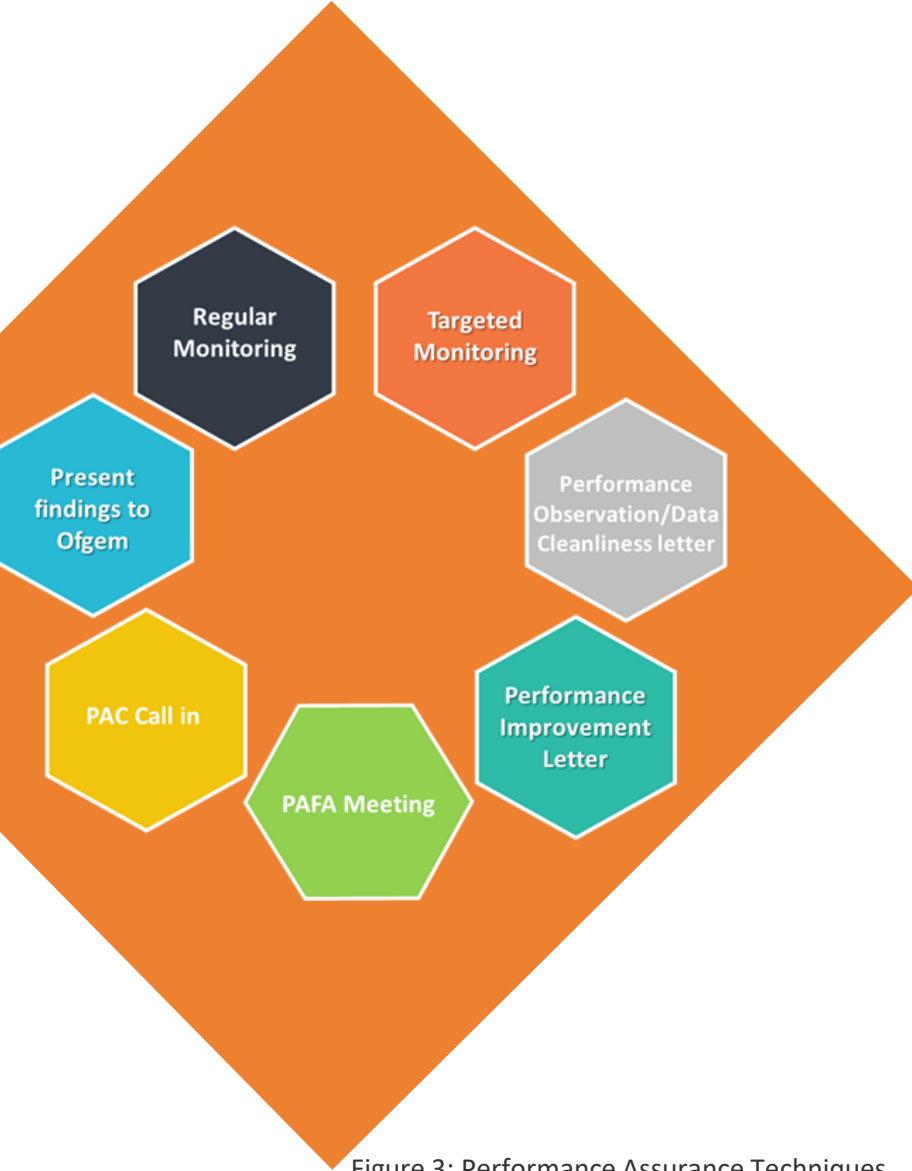 Regular
Monitoring
Targeted
Monitoring
Present
findings to
Ofgem
Performance
Observation/Data
Cleanliness letter
PAC Call in
Performance
Improvement
Letter
PAFA Meeting
Figure 3: Performance Assurance Techniques